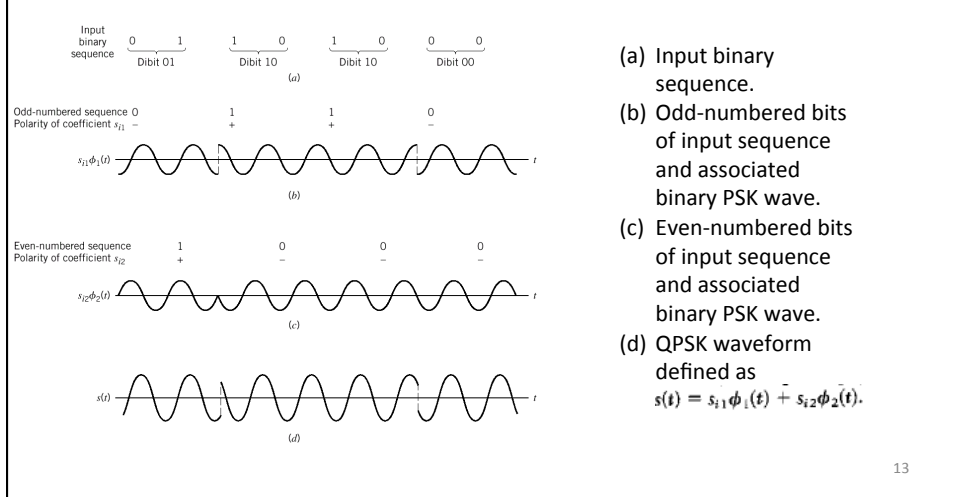 Input
binary
sequence
0 1 1 0 1 0 0 0
Dibit 01 Dibit 10 Dibit 10 Dibit 00
(a)
Odd-numbered sequence 0 1 1 0
Polarity of coefficient si1 – + + –
si1ϕ1(t) t
(b)
Even-numbered sequence 1 0 0 0
Polarity of coefficient si2 + – – –
si2ϕ2(t) t
(c)
s(t) t
(d)
(a) Input binary
sequence.
(b) Odd-numbered bits
of input sequence
and associated
binary PSK wave.
(c) Even-numbered bits
of input sequence
and associated
binary PSK wave.
(d) QPSK waveform
defined as
s(t) = si1ϕ1(t) + si2ϕ2(t).
13